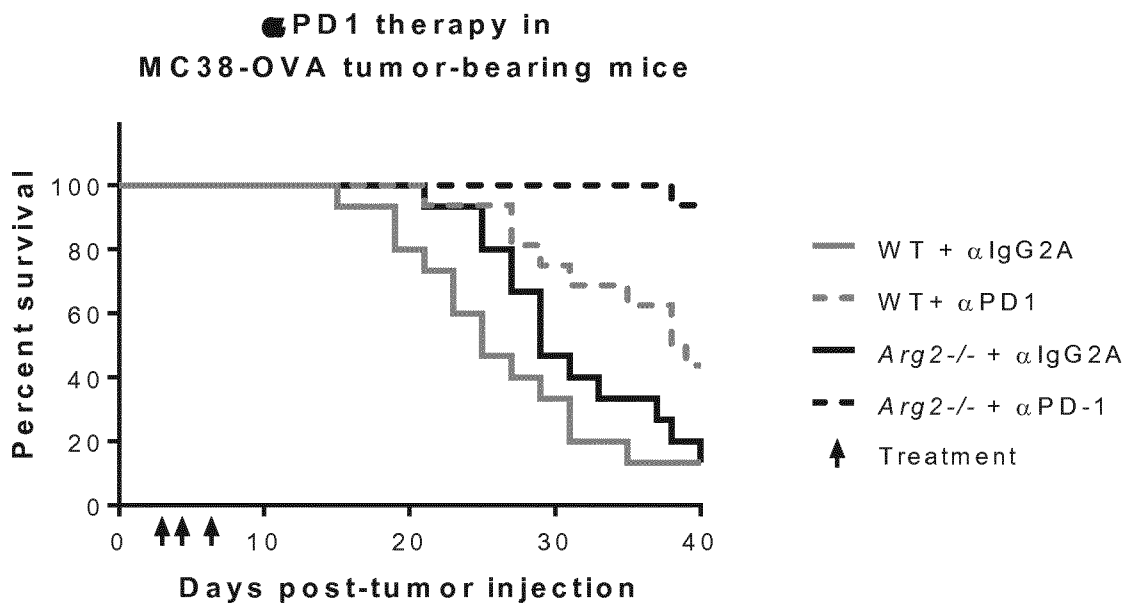 αPD1 therapy in
MC38-OVA tumor-bearing mice
Percent survival
100
80
60
40
20
0
0 10 20 30 40
Days post-tumor injection
WT + αIgG2A
WT+ αPD1
Arg2-/- + αIgG2A
Arg2-/- + αPD-1
Treatment